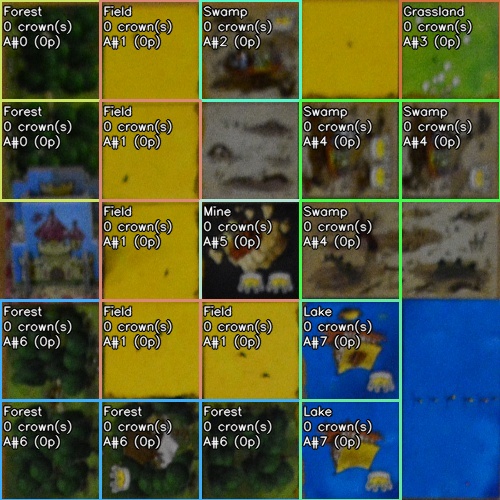 Forest
0 crown(s)
A#0 (0p)
Field
0 crown(s)
A#1 (0p)
Swamp
0 crown(s)
A#2 (0p)
Grassland
0 crown(s)
A#3 (0p)
Forest
0 crown(s)
A#0 (0p)
Field
0 crown(s)
A#1 (0p)
Swamp
0 crown(s)
A#4 (0p)
Swamp
0 crown(s)
A#4 (0p)
Field
0 crown(s)
A#1 (0p)
Mine
0 crown(s)
A#5 (0p)
Swamp
0 crown(s)
A#4 (0p)
Forest
0 crown(s)
A#6 (0p)
Field
0 crown(s)
A#1 (0p)
Field
0 crown(s)
A#1 (0p)
Lake
0 crown(s)
A#7 (0p)
Forest
0 crown(s)
A#6 (0p)
Forest
0 crown(s)
A#6 (0p)
Forest
0 crown(s)
A#6 (0p)
Lake
0 crown(s)
A#7 (0p)